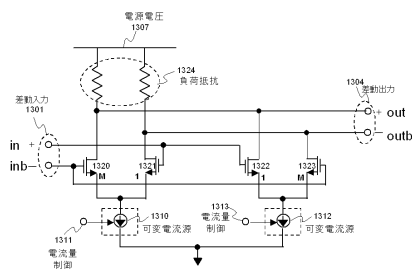 電源電圧
1307
1324
負荷抵抗
差動入力
1301
1304
差動出力
in +
inb −
+ out
− outb
1320
M
1321
1
1322
1
1323
M
1310
可変電流源
1311
電流量
制御
1313
電流量
制御
1312
可変電流源